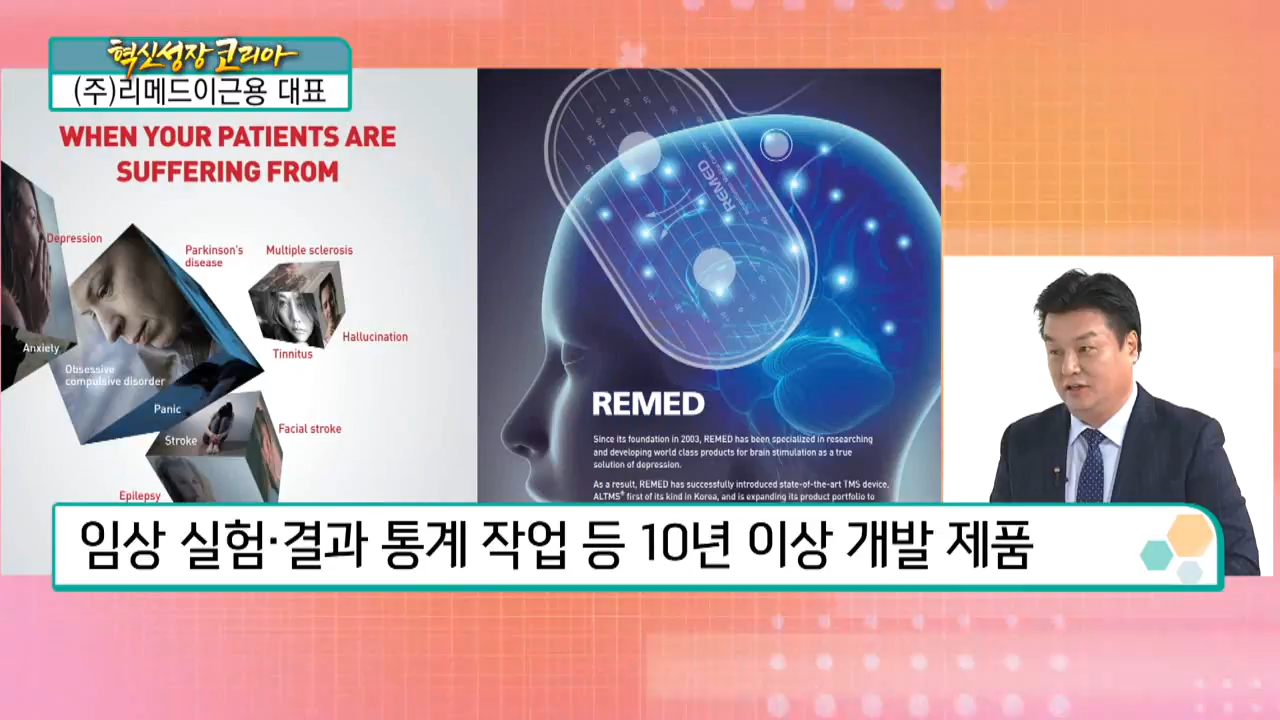 혁신성장 코리아
(주)리메드이근용 대표
WHEN YOUR PATIENTS ARE
SUFFERING FROM
Depression
Parkinson's
disease
Multiple sclerosis
Anxiety
Obsessive
compulsive disorder
Tinnitus
Hallucination
Panic
Stroke
Facial stroke
Epilepsy
REMED
REMED
Since its foundation in 2003, REMED has been specialized in researching
and developing world class products for brain stimulation as a true
solution of depression.
As a result, REMED has successfully introduced state-of-the-art TMS device,
ALTMS® first of its kind in Korea, and is expanding its product portfolio to
임상 실험·결과 통계 작업 등 10년 이상 개발 제품